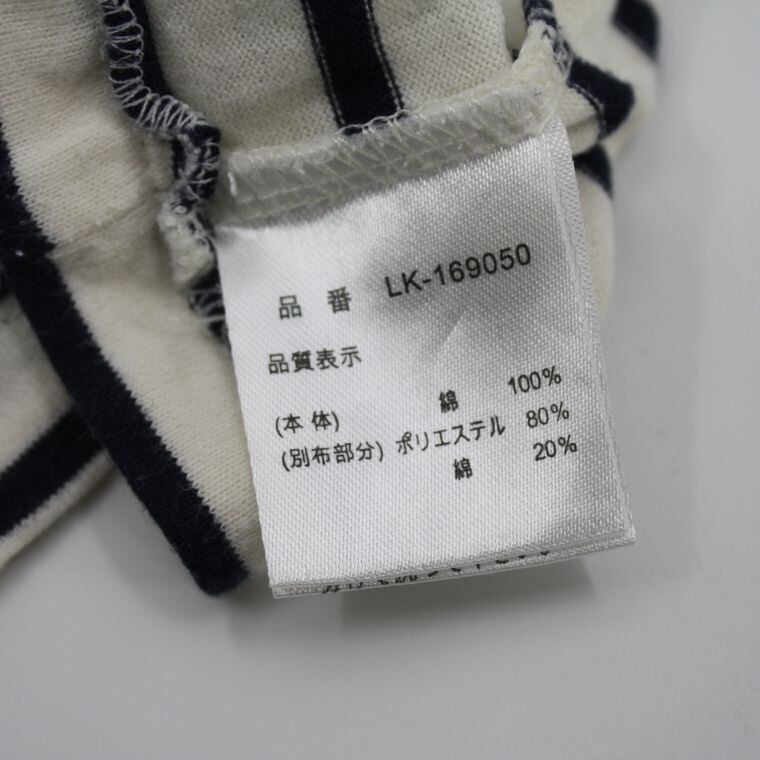 品 番 LK-169050
品質表示
(本 体) 綿 100%
(別布部分) ポリエステル 80%
綿 20%